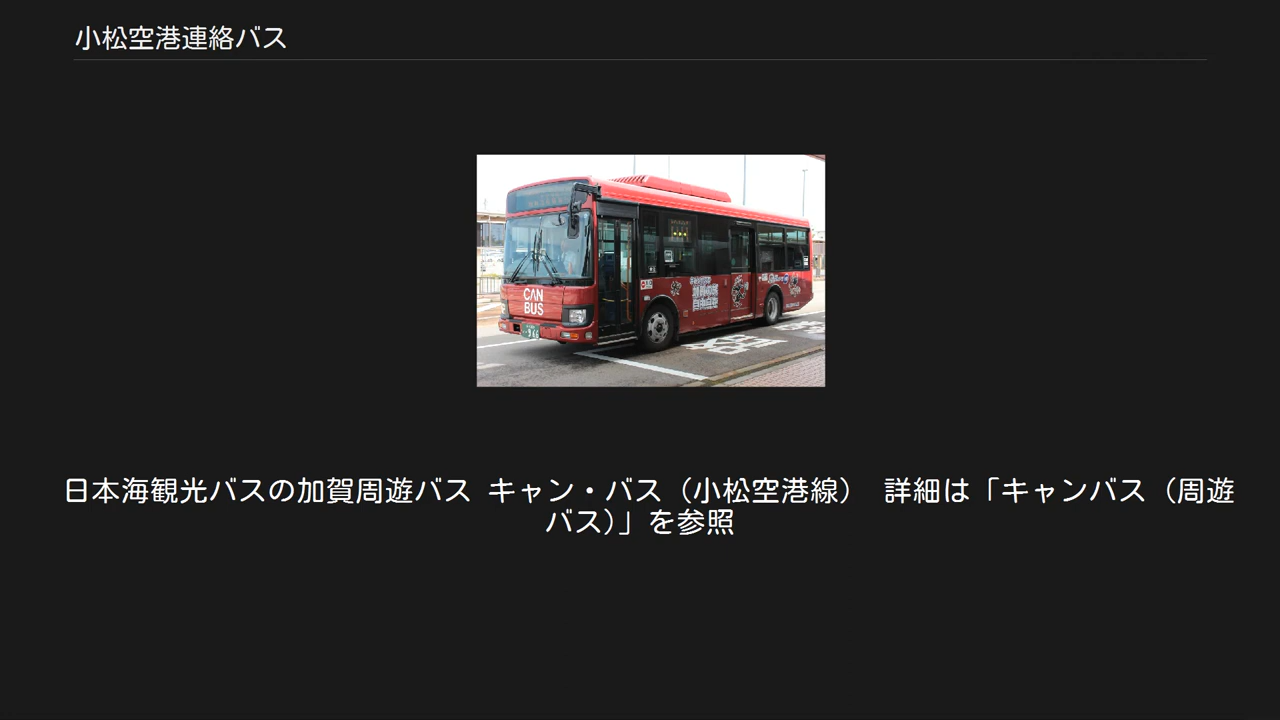 小松空港連絡バス
CAN
BUS
日本海観光バスの加賀周遊バス キャン・バス（小松空港線） 詳細は「キャンバス（周遊
バス)」を参照